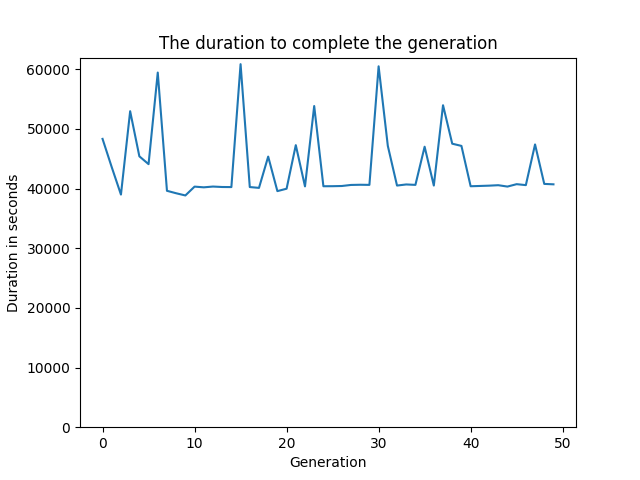 The duration to complete the generation
60000
50000
40000
30000
20000
10000
0
Duration in seconds
0 10 20 30 40 50
Generation